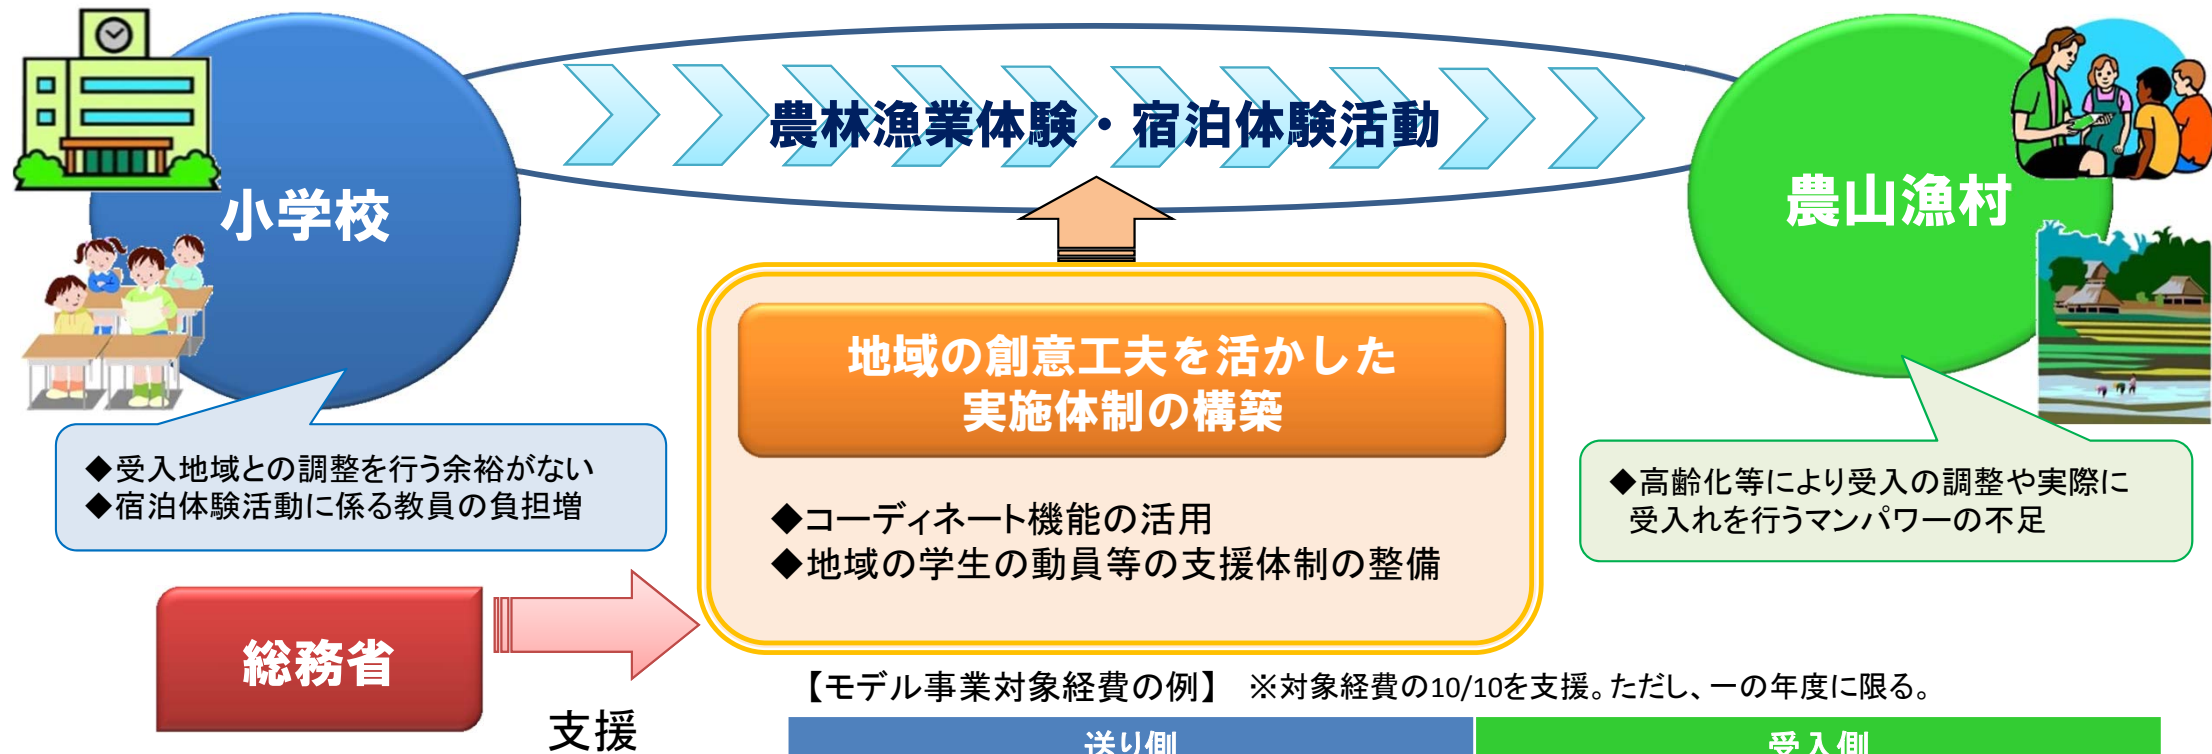 農林漁業体験・宿泊体験活動
小学校
農山漁村
地域の創意工夫を活かした
実施体制の構築
◆受入地域との調整を行う余裕がない
◆宿泊体験活動に係る教員の負担増
◆高齢化等により受入の調整や実際に
受入れを行うマンパワーの不足
◆コーディネート機能の活用
◆地域の学生の動員等の支援体制の整備
総務省
支援
【モデル事業対象経費の例】 ※対象経費の10/10を支援。ただし、一の年度に限る。
送り側
受入側